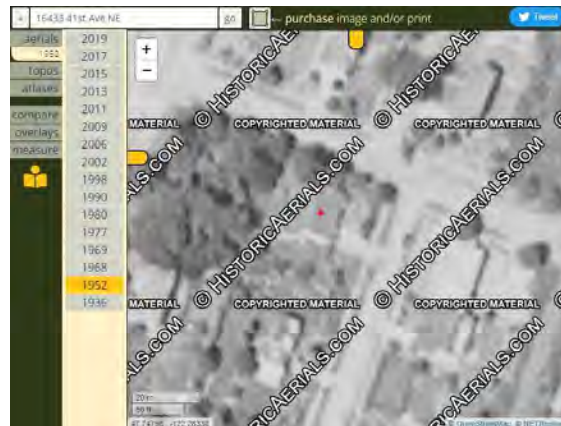 16433 41st Ave NE
go
← purchase image and/or print
Tweet
aerials
1952
topos
atlases
compare
overlays
measure
2019
2017
2015
2013
2011
2009
2006
2002
1998
1990
1980
1977
1969
1968
1952
1936
+
−
© HISTORICAERIALS.COM
COPYRIGHTED MATERIAL
20 m